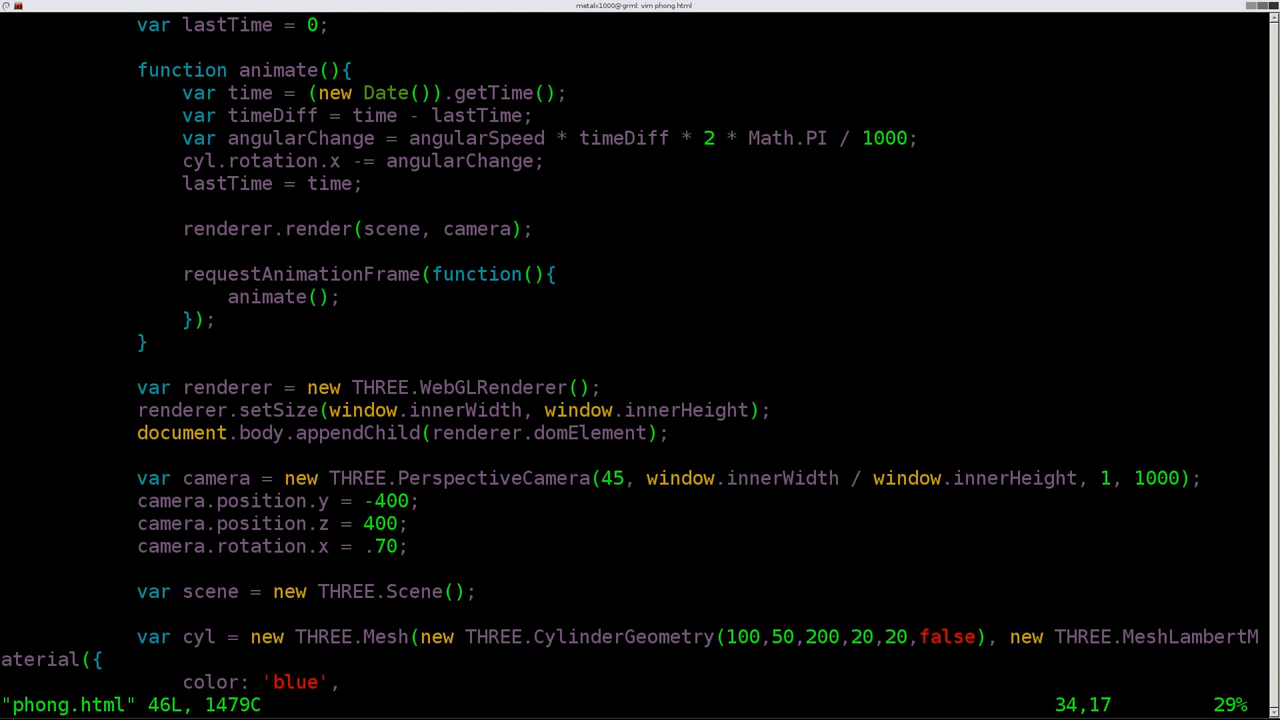 metalx1000@grml: vim phong.html
var lastTime = 0;
function animate(){
var time = (new Date()).getTime();
var timeDiff = time - lastTime;
var angularChange = angularSpeed * timeDiff * 2 * Math.PI / 1000;
cyl.rotation.x -= angularChange;
lastTime = time;
renderer.render(scene, camera);
requestAnimationFrame(function(){
animate();
});
}
var renderer = new THREE.WebGLRenderer();
renderer.setSize(window.innerWidth, window.innerHeight);
document.body.appendChild(renderer.domElement);
var camera = new THREE.PerspectiveCamera(45, window.innerWidth / window.innerHeight, 1, 1000);
camera.position.y = -400;
camera.position.z = 400;
camera.rotation.x = .70;
var scene = new THREE.Scene();
var cyl = new THREE.Mesh(new THREE.CylinderGeometry(100,50,200,20,20,false), new THREE.MeshLambertM
aterial({
color: 'blue',
"phong.html" 46L, 1479C 34,17 29%